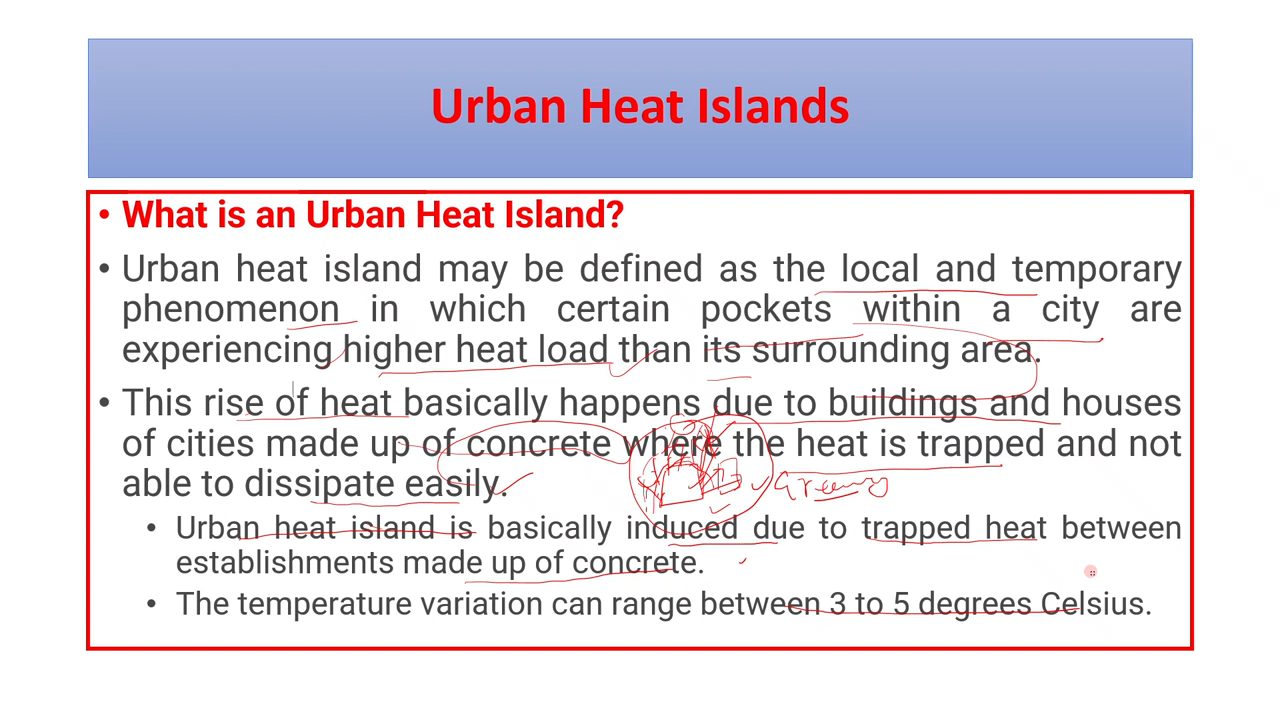 Urban Heat Islands
• What is an Urban Heat Island?
• Urban heat island may be defined as the local and temporary
phenomenon in which certain pockets within a city are
experiencing higher heat load than its surrounding area.
• This rise of heat basically happens due to buildings and houses
of cities made up of concrete where the heat is trapped and not
able to dissipate easily.
• Urban heat island is basically induced due to trapped heat between
establishments made up of concrete.
• The temperature variation can range between 3 to 5 degrees Celsius.